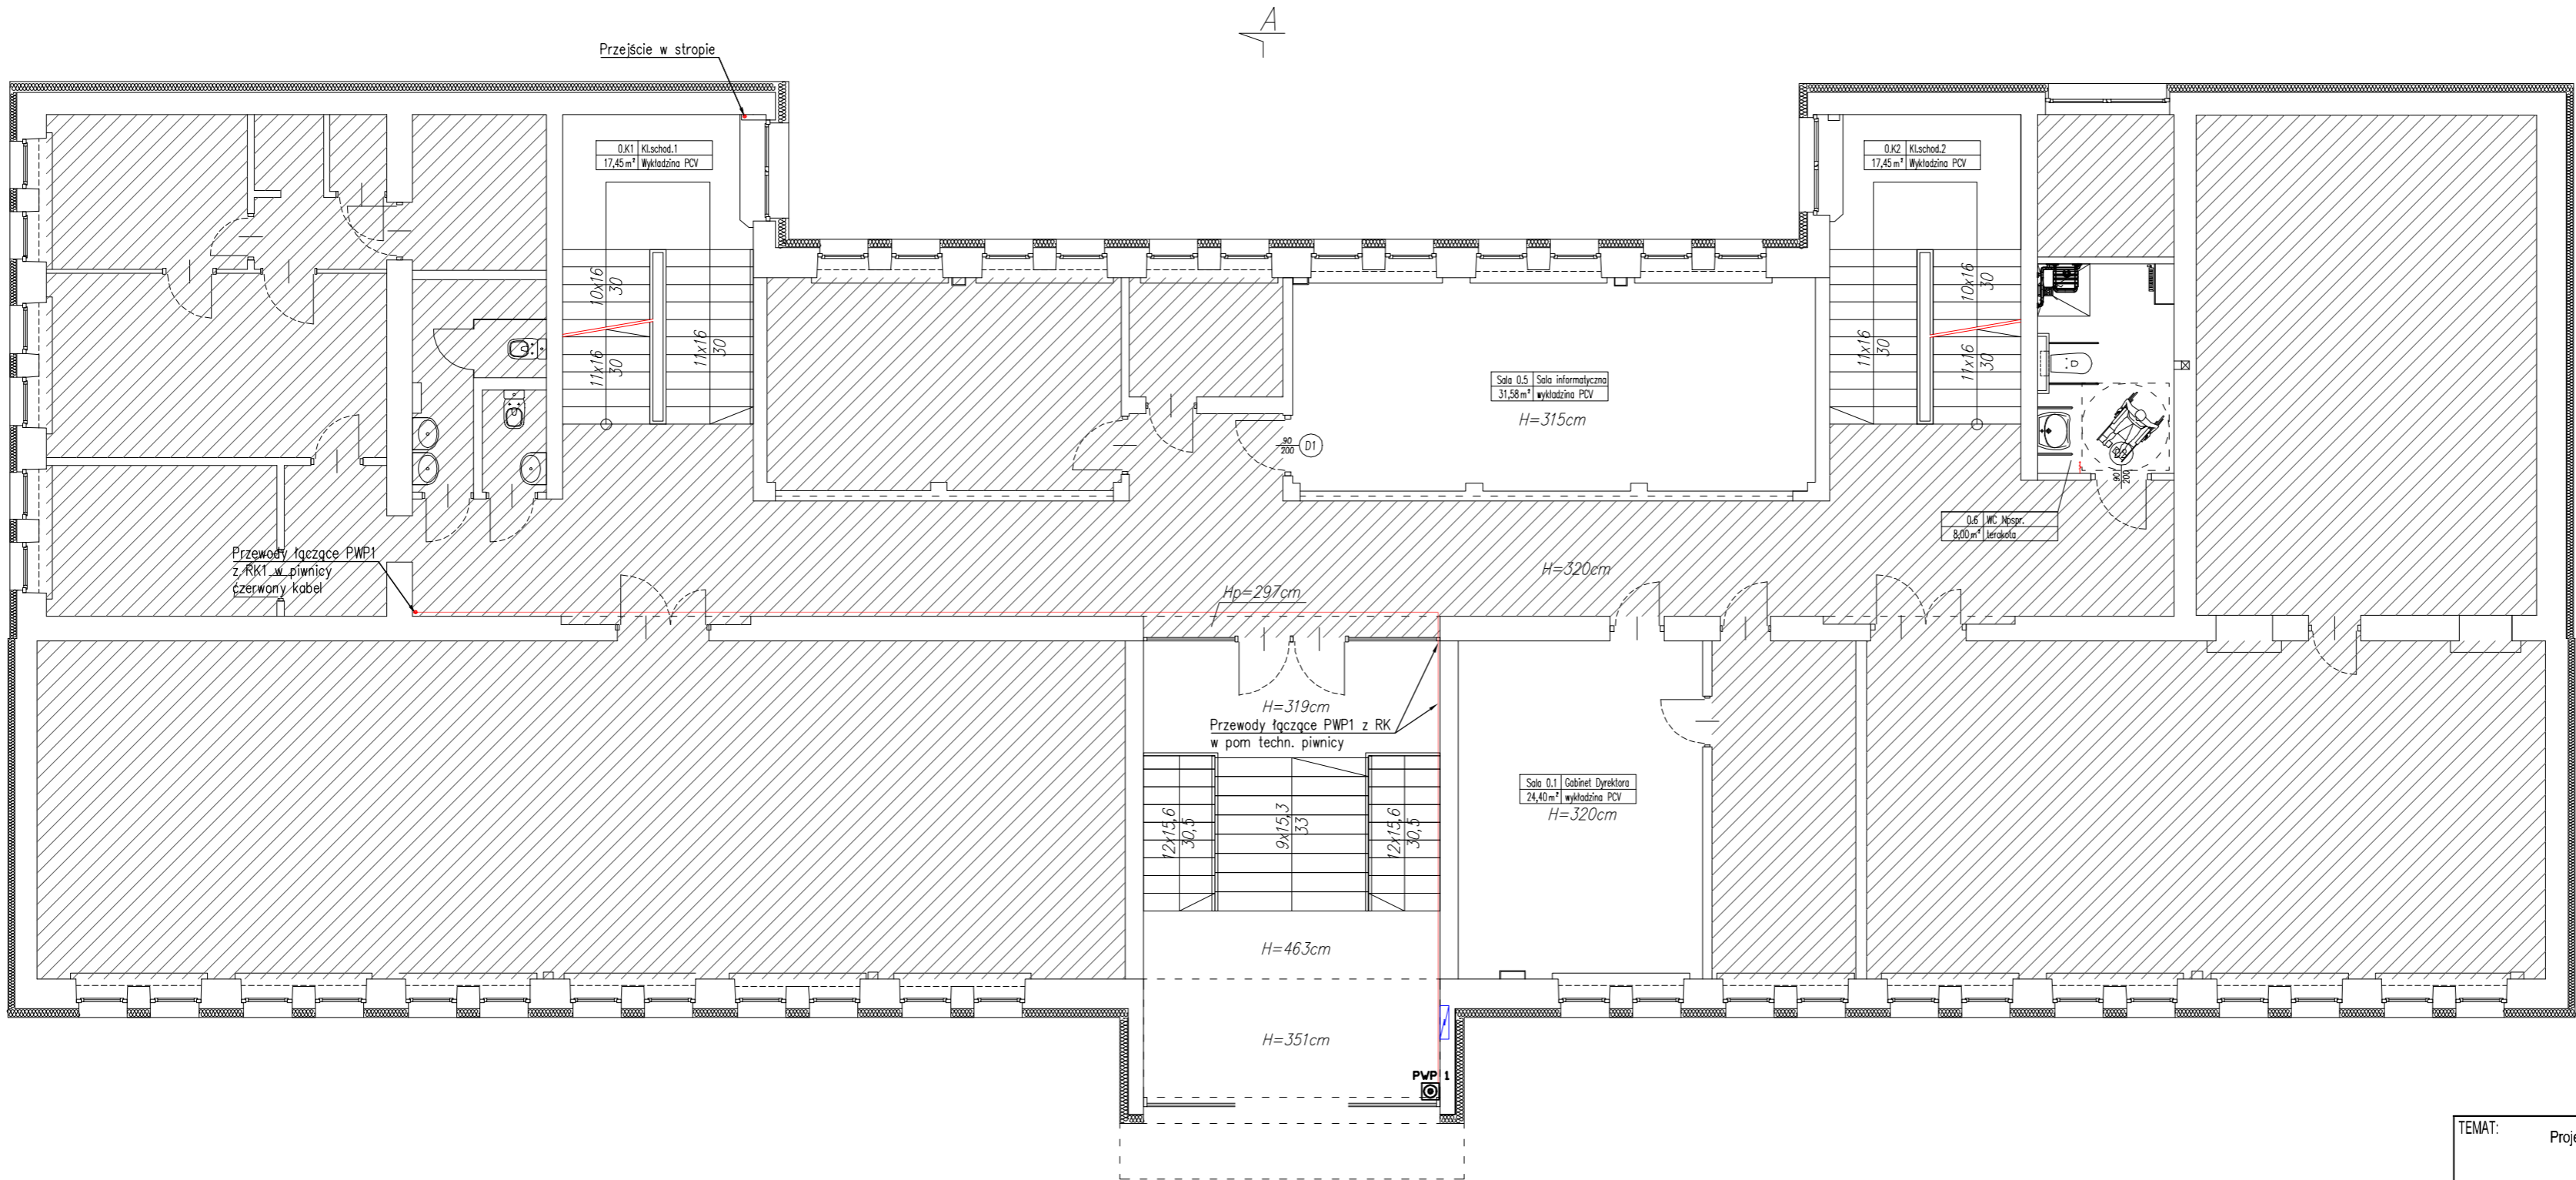 A
Przejście w stropie
0.K1 Kl.schod.1
17,45 m² Wykładzina PCV
0.K2 Kl.schod.2
17,45 m² Wykładzina PCV
10x16
30
11x16
30
11x16
30
10x16
30
11x16
30
11x16
30
Sala 0.5 Sala informatyczna
31,58 m² wykładzina PCV
H=315cm
90
200
D1
90
200
0.6 WC Npspr.
8,00 m² terakota
Przewody łączące PWP1
z RK1 w piwnicy
czerwony kabel
H=320cm
Hp=297cm
H=319cm
Przewody łączące PWP1 z RK
w pom techn. piwnicy
Sala 0.1 Gabinet Dyrektora
24,40 m² wykładzina PCV
H=320cm
12x15,6
30,5
9x15,3
33
12x15,6
30,5
H=463cm
H=351cm
PWP 1
TEMAT:
Proje